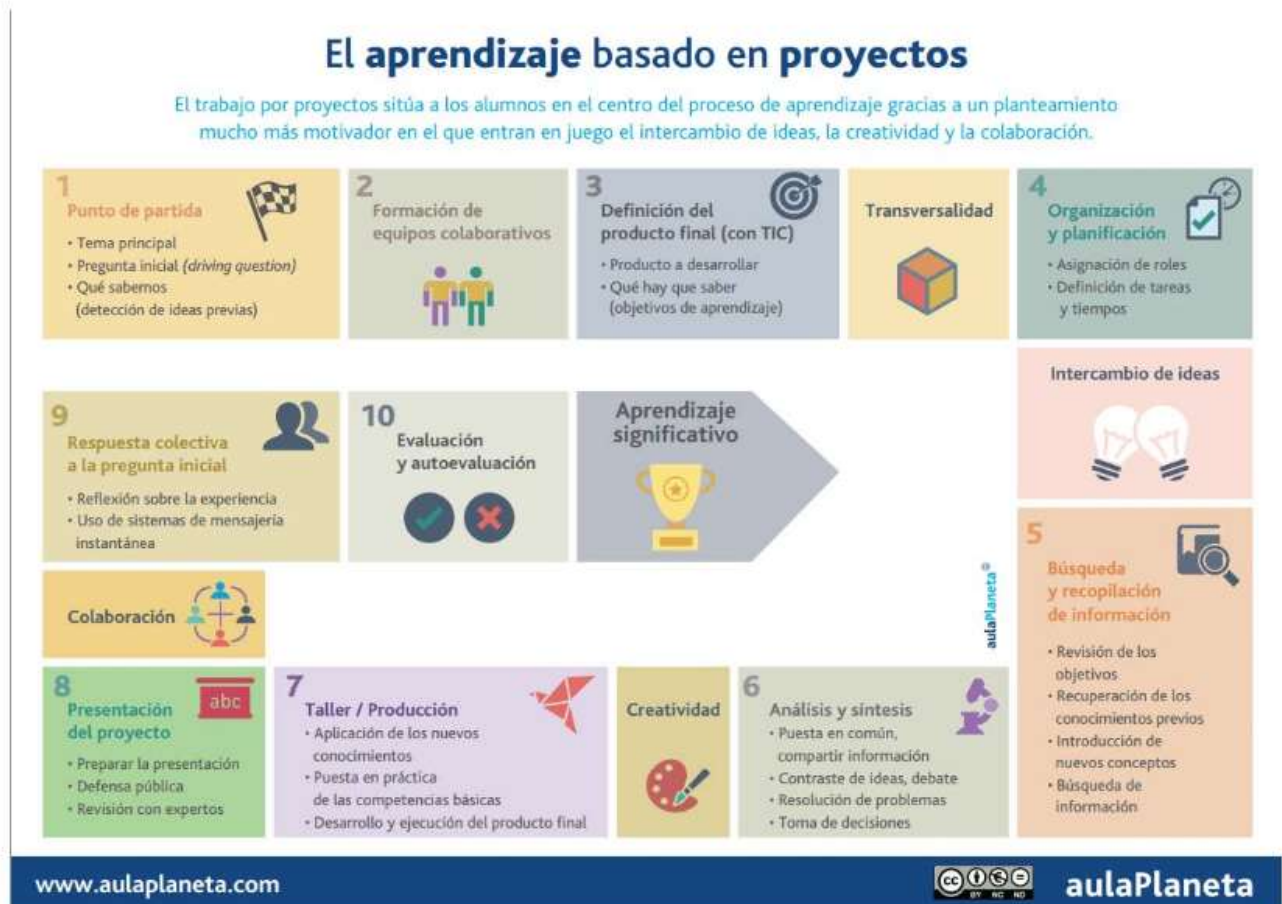 El aprendizaje basado en proyectos
El trabajo por proyectos sitúa a los alumnos en el centro del proceso de aprendizaje gracias a un planteamiento
mucho más motivador en el que entran en juego el intercambio de ideas, la creatividad y la colaboración.
1
Punto de partida
• Tema principal
• Pregunta inicial (driving question)
• Qué sabemos
(detección de ideas previas)
2
Formación de
equipos colaborativos
3
Definición del
producto final (con TIC)
• Producto a desarrollar
• Qué hay que saber
(objetivos de aprendizaje)
Transversalidad
4
Organización
y planificación
• Asignación de roles
• Definición de tareas
y tiempos
Intercambio de ideas
5
Búsqueda
y recopilación
de información
• Revisión de los
objetivos
• Recuperación de los
conocimientos previos
• Introducción de
nuevos conceptos
• Búsqueda de
información
6
Análisis y síntesis
• Puesta en común,
compartir información
• Contraste de ideas, debate
• Resolución de problemas
• Toma de decisiones
Creatividad
7
Taller / Producción
• Aplicación de los nuevos
conocimientos
• Puesta en práctica
de las competencias básicas
• Desarrollo y ejecución del producto final
8
Presentación
del proyecto
abc
• Preparar la presentación
• Defensa pública
• Revisión con expertos
Colaboración
9
Respuesta colectiva
a la pregunta inicial
• Reflexión sobre la experiencia
• Uso de sistemas de mensajería
instantánea
10
Evaluación
y autoevaluación
Aprendizaje
significativo
aulaPlaneta®
www.aulaplaneta.com
cc
BY NC ND
aulaPlaneta